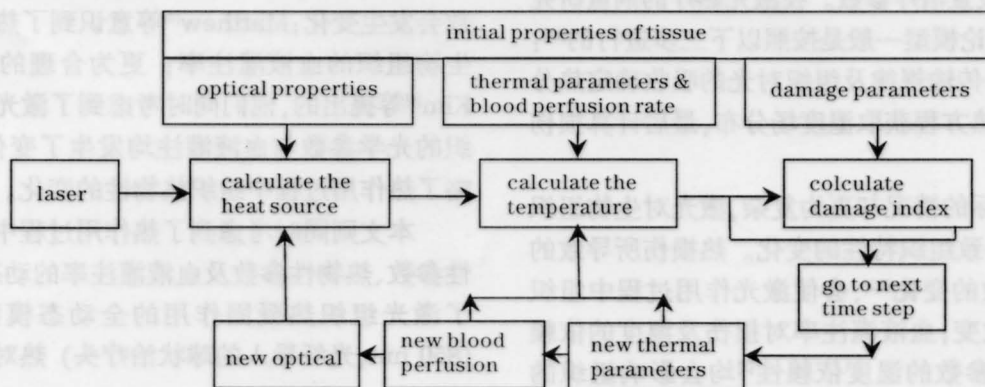 initial properties of tissue
optical properties
thermal parameters &
blood perfusion rate
damage parameters
laser
calculate the
heat source
calculate the
temperature
colculate
damage index
go to next
time step
new optical
new blood
perfusion
new thermal
parameters